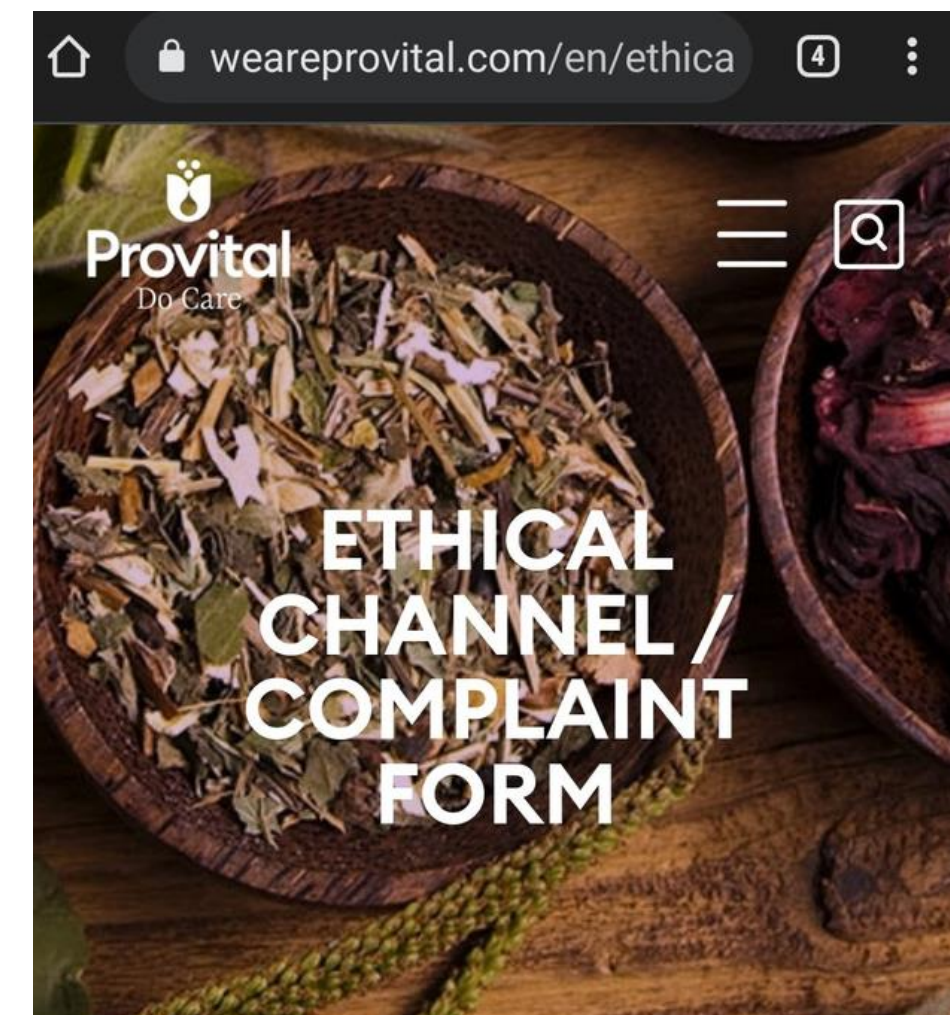 weareprovital.com/en/ethica
4
Provital
Do Care
ETHICAL
CHANNEL /
COMPLAINT
FORM